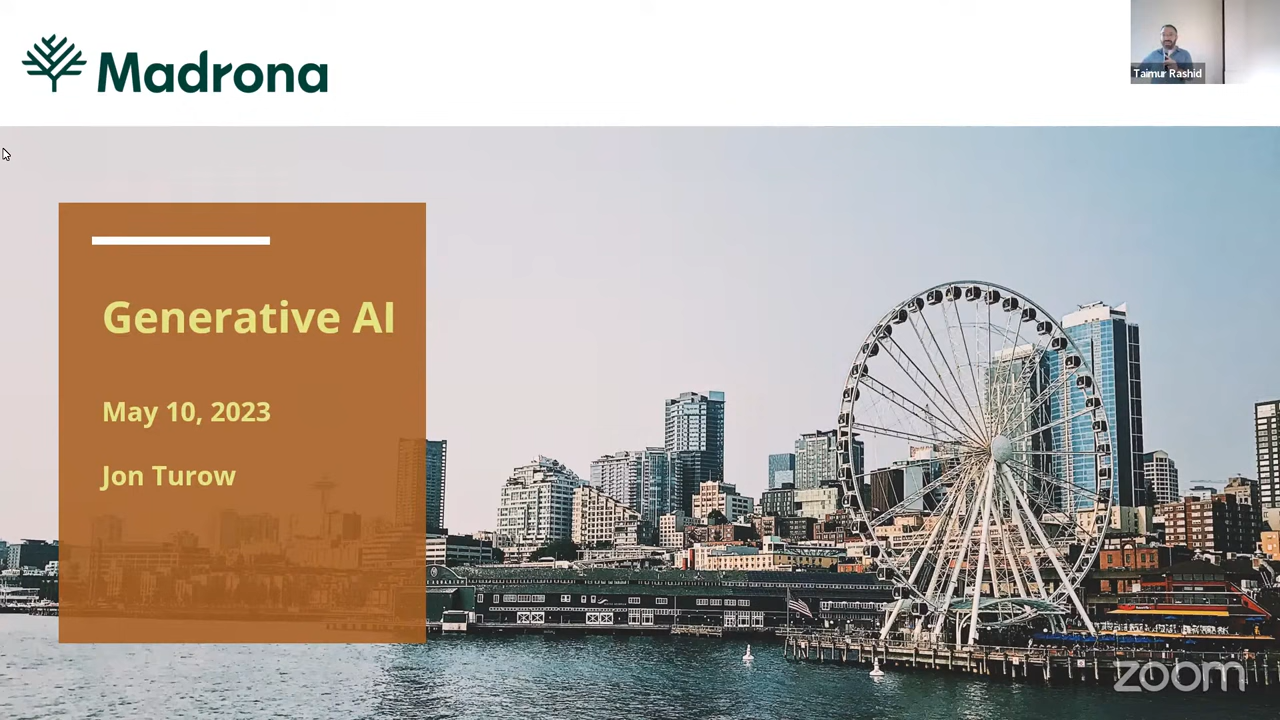 Madrona
Taimur Rashid
Generative AI
May 10, 2023
Jon Turow
zoom